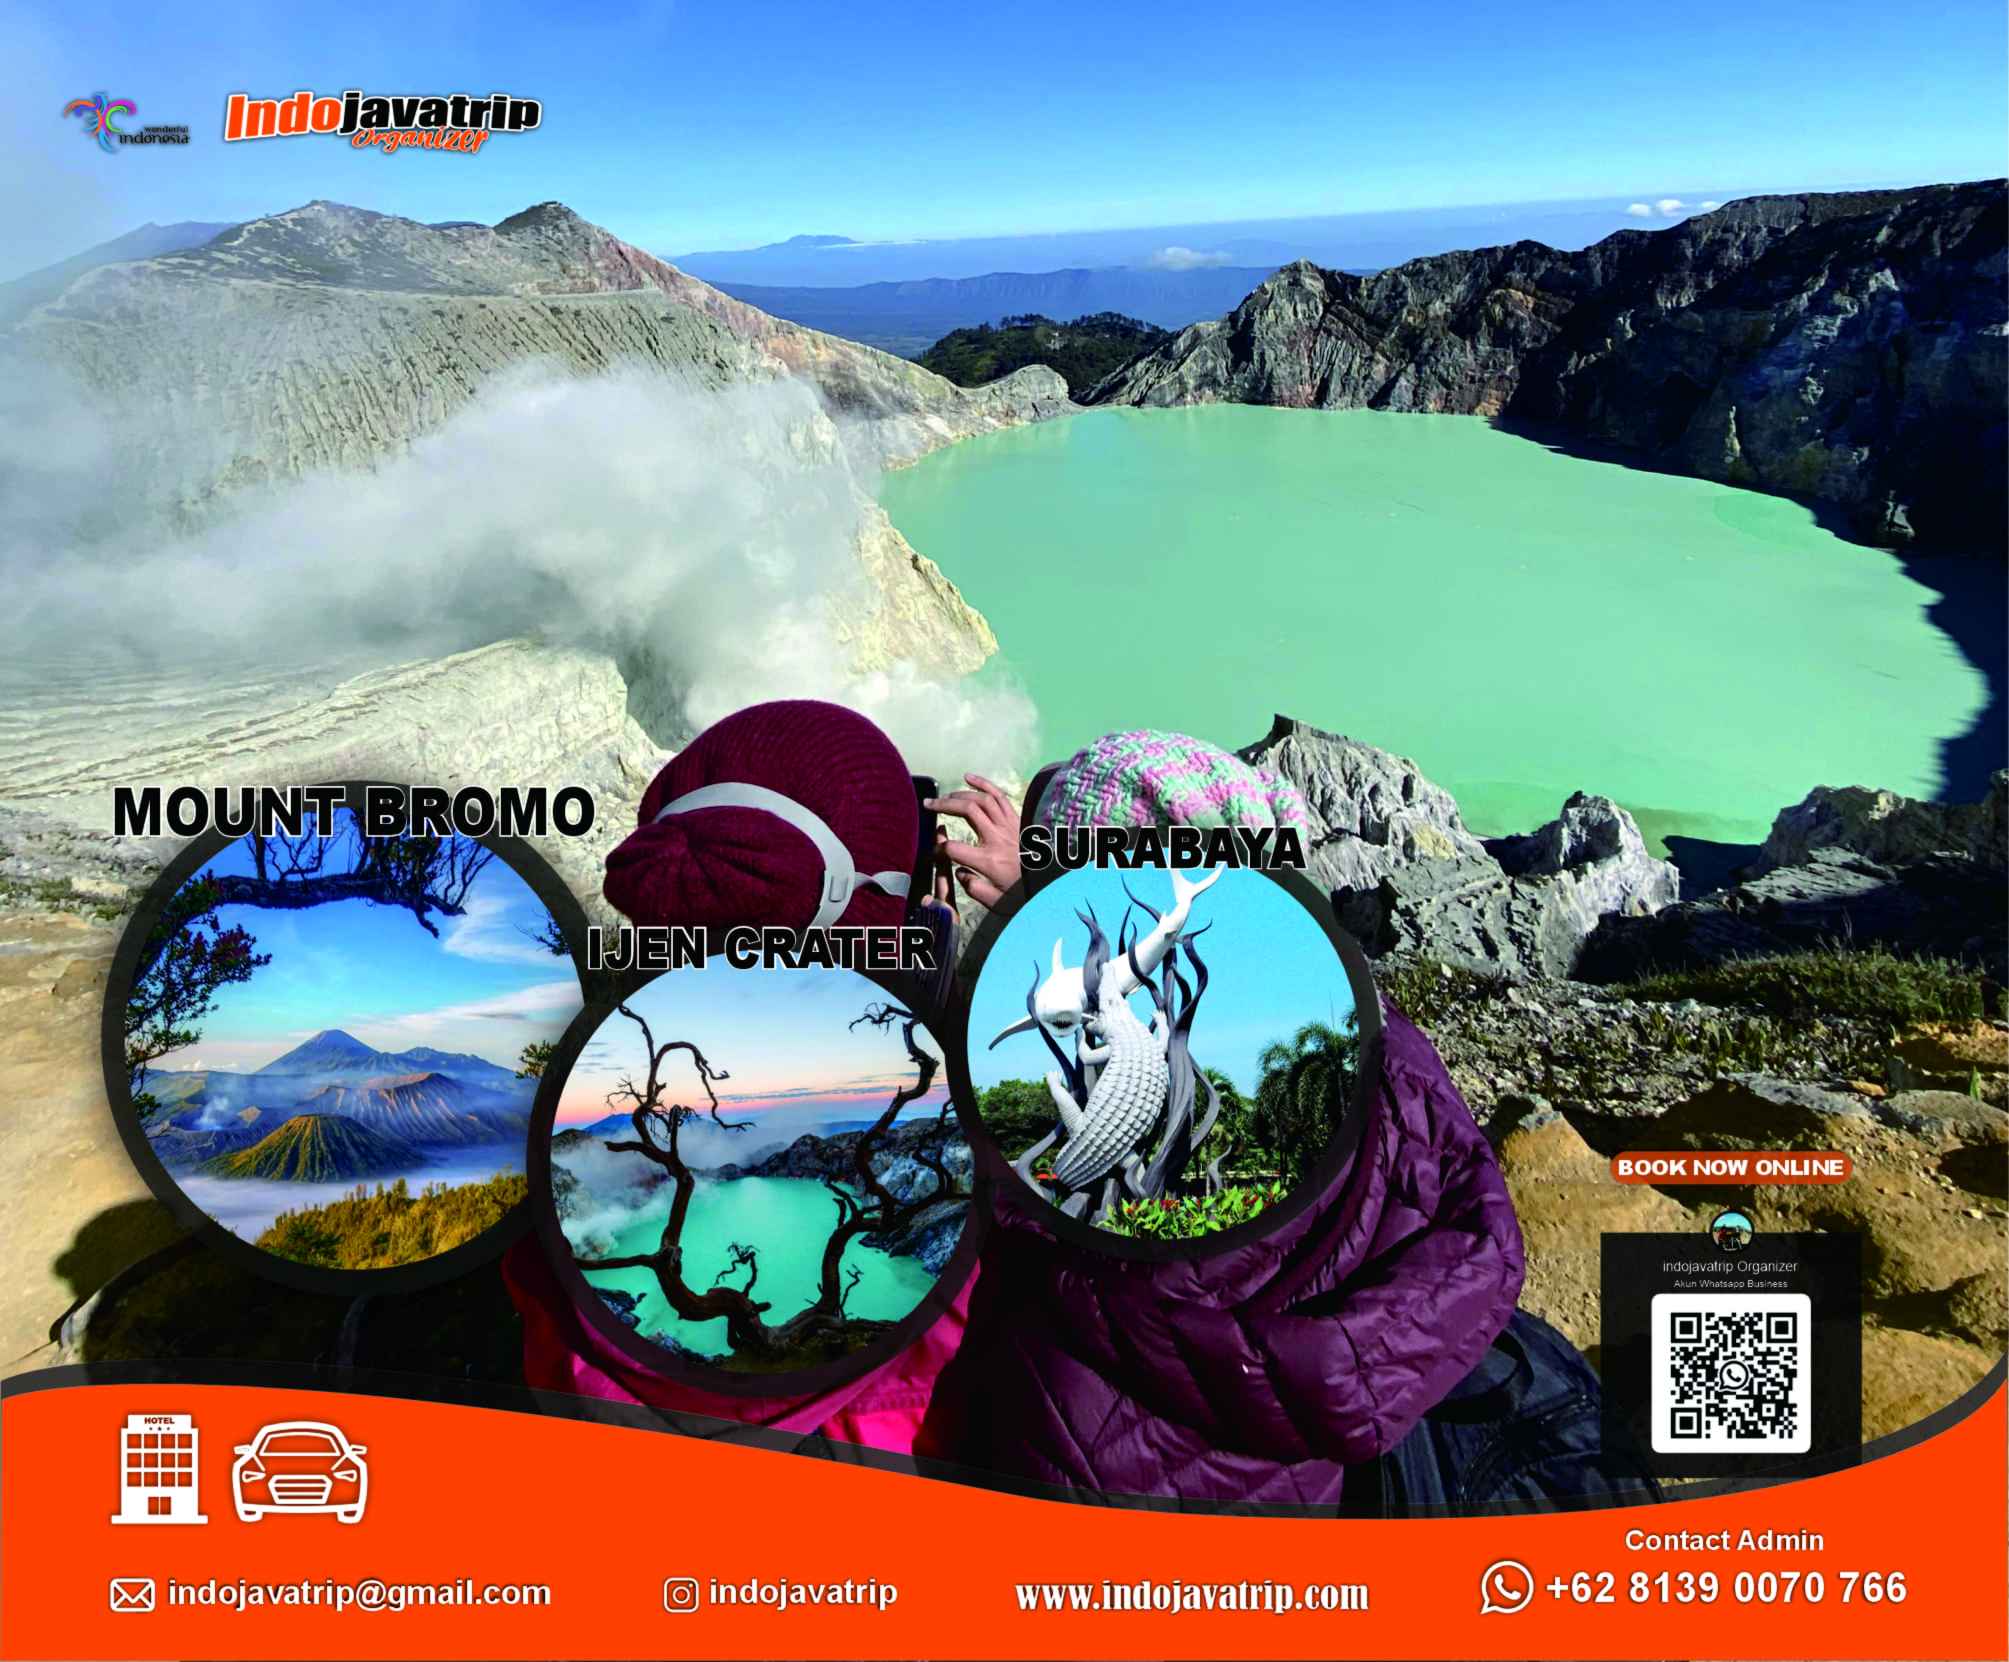 wonderful
indonesia
Indojavatrip
Organizer
MOUNT BROMO
SURABAYA
IJEN CRATER
BOOK NOW ONLINE
indojavatrip Organizer
Akun Whatsapp Business
HOTEL
Contact Admin
indojavatrip@gmail.com
indojavatrip
www.indojavatrip.com
+62 8139 0070 766